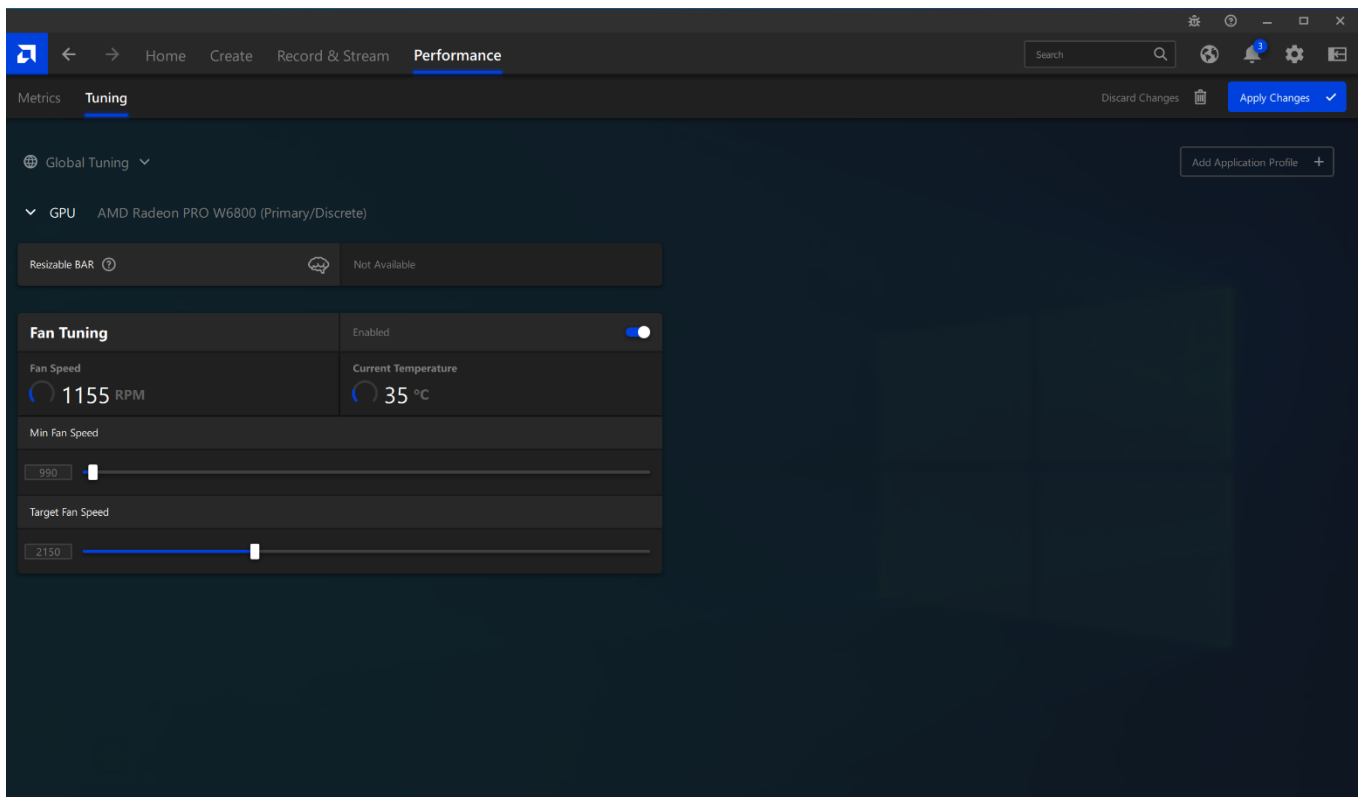 3
Home Create Record & Stream Performance Search
Metrics Tuning Discard Changes Apply Changes
Global Tuning Add Application Profile
GPU AMD Radeon PRO W6800 (Primary/Discrete)
Resizable BAR Not Available
Fan Tuning Enabled
Fan Speed Current Temperature
1155 RPM 35 °C
Min Fan Speed
990
Target Fan Speed
2150